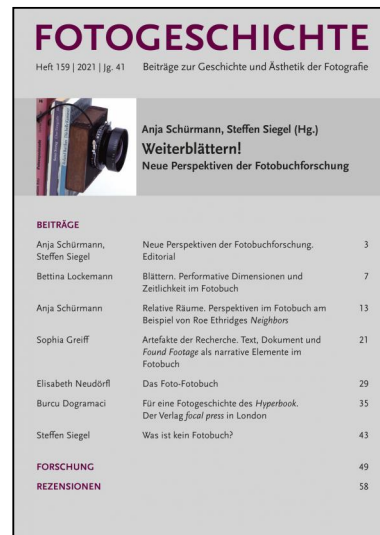 FOTOGESCHICHTE
Heft 159 | 2021 | Jg. 41 Beiträge zur Geschichte und Ästhetik der Fotografie
Anja Schürmann, Steffen Siegel (Hg.)
Weiterblättern!
Neue Perspektiven der Fotobuchforschung
BEITRÄGE
Anja Schürmann, Neue Perspektiven der Fotobuchforschung. 3
Steffen Siegel Editorial
Bettina Lockemann Blättern. Performative Dimensionen und 7
Zeitlichkeit im Fotobuch
Anja Schürmann Relative Räume. Perspektiven im Fotobuch am 13
Beispiel von Roe Ethridges Neighbors
Sophia Greiff Artefakte der Recherche. Text, Dokument und 21
Found Footage als narrative Elemente im
Fotobuch
Elisabeth Neudörfl Das Foto-Fotobuch 29
Burcu Dogramaci Für eine Fotogeschichte des Hyperbook. 35
Der Verlag focal press in London
Steffen Siegel Was ist kein Fotobuch? 43
FORSCHUNG 49
REZENSIONEN 58